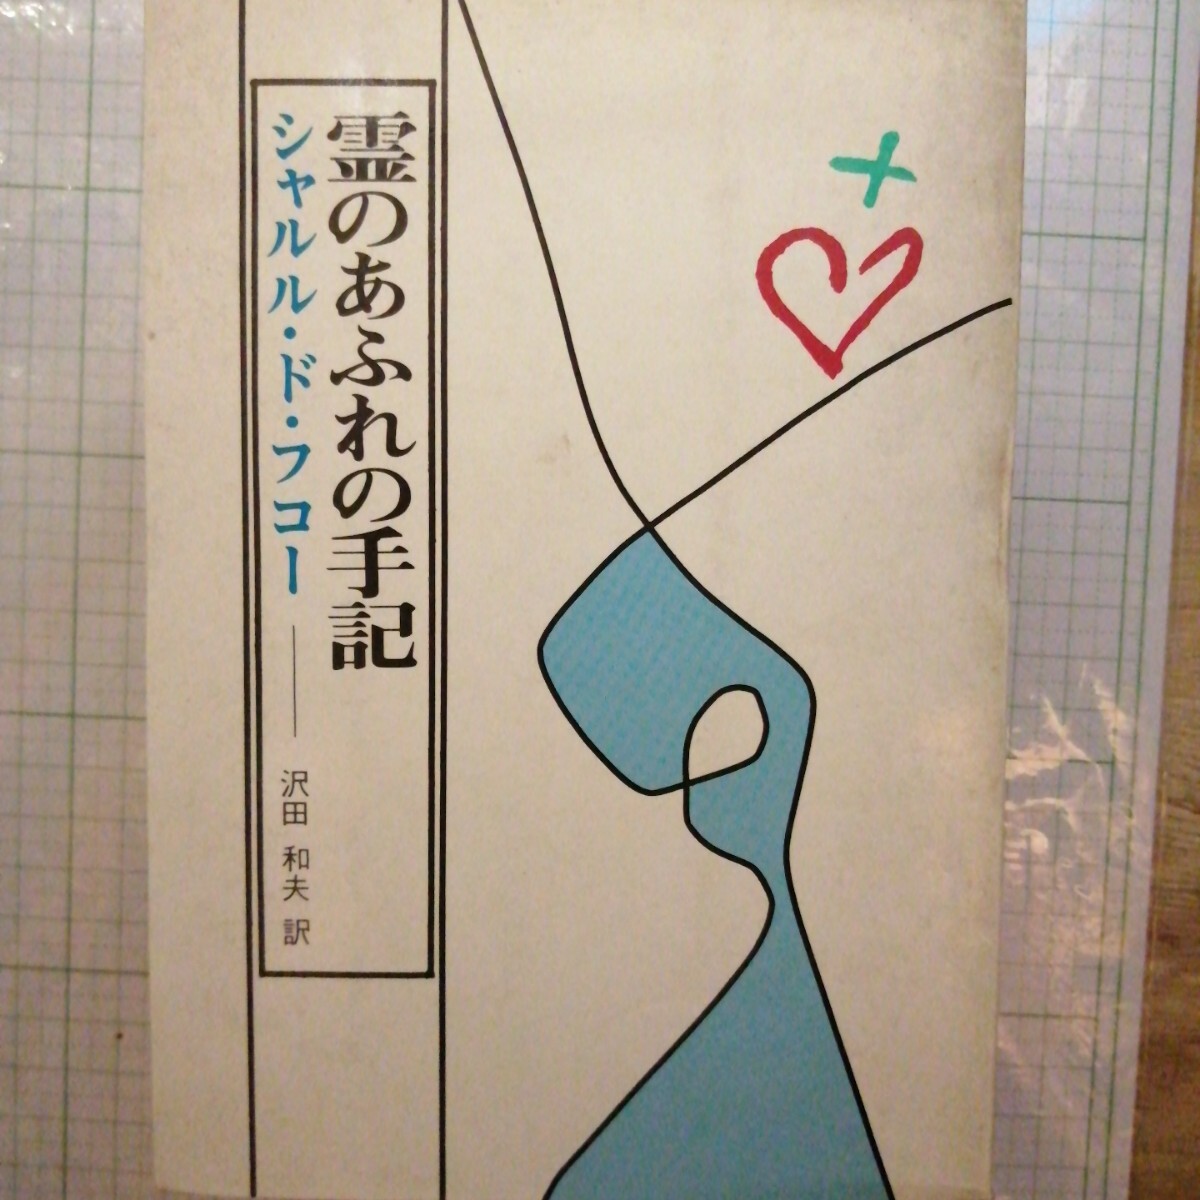 霊のあふれの手記
シャルル・ド・フコー
沢田 和夫 訳